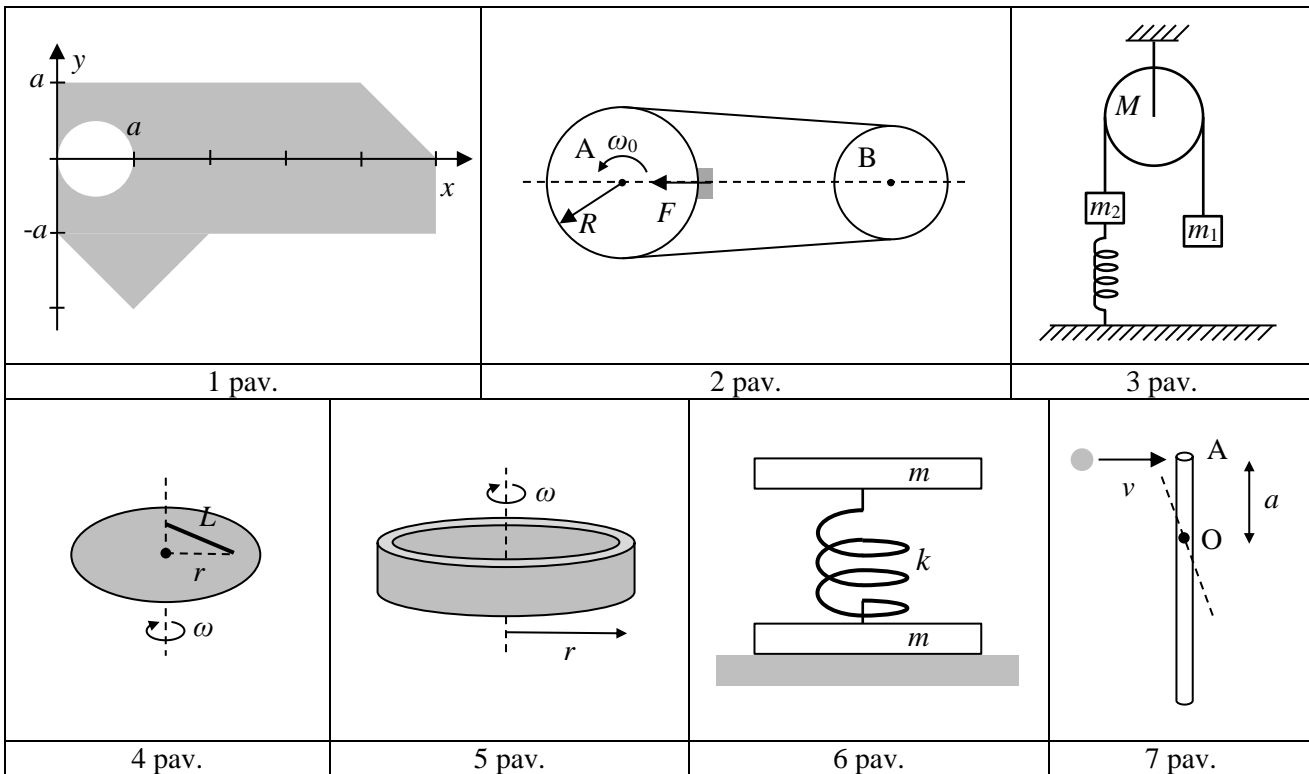 y
a
a
x
-a
1 pav.
A
ω₀
B
F
R
2 pav.
M
m₂
m₁
3 pav.
L
r
ω
4 pav.
ω
r
5 pav.
m
k
m
6 pav.
A
v
a
O
7 pav.